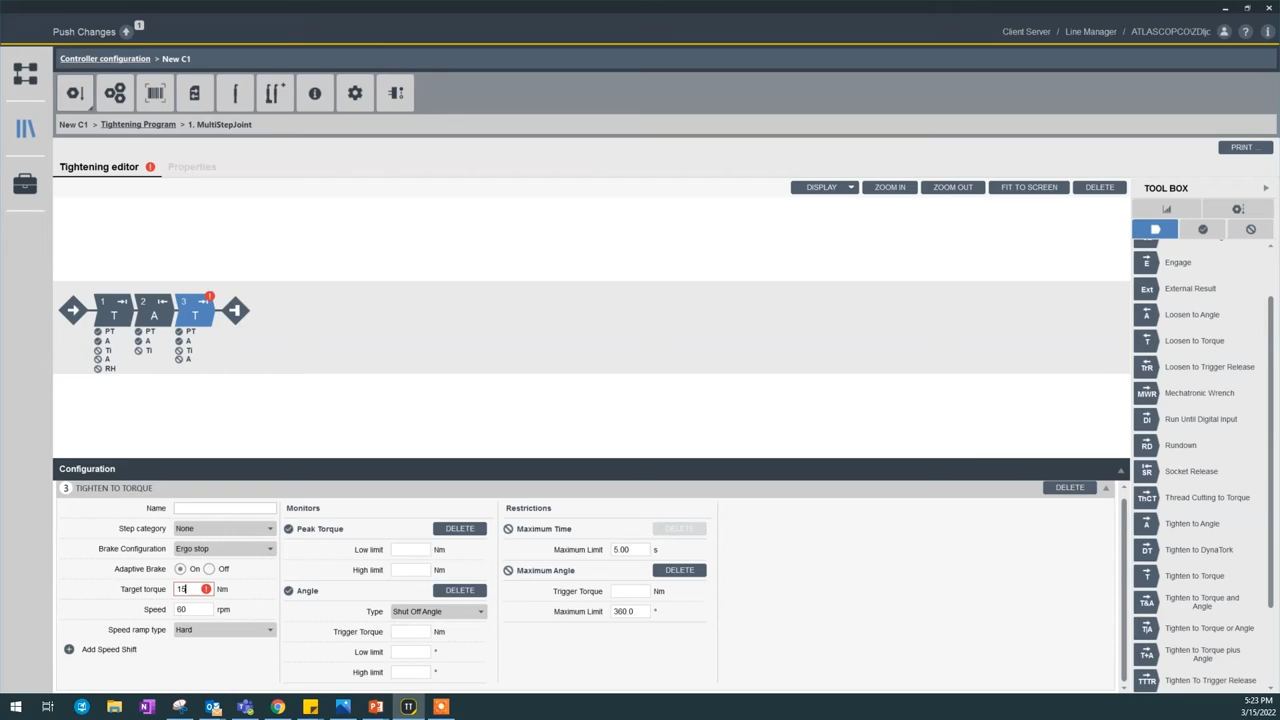 Push Changes 1
Client Server / Line Manager / ATLASCOPCO\ZDljc ? i
Controller configuration > New C1
New C1 > Tightening Program > 1. MultiStepJoint
PRINT ...
Tightening editor ! Properties
DISPLAY ZOOM IN ZOOM OUT FIT TO SCREEN DELETE
TOOL BOX
1 T 2 A 3 T !
PT PT PT
A A A
TI TI TI
A A
RH
E Engage
Ext External Result
A Loosen to Angle
T Loosen to Torque
TrR Loosen to Trigger Release
MWR Mechatronic Wrench
DI Run Until Digital Input
RD Rundown
SR Socket Release
ThCT Thread Cutting to Torque
A Tighten to Angle
DT Tighten to DynaTork
T Tighten to Torque
T&A Tighten to Torque and Angle
T|A Tighten to Torque or Angle
T+A Tighten to Torque plus Angle
TTTR Tighten To Trigger Release
Configuration
3 TIGHTEN TO TORQUE DELETE
Name
Step category None
Brake Configuration Ergo stop
Adaptive Brake On Off
Target torque 15 ! Nm
Speed 60 rpm
Speed ramp type Hard
Add Speed Shift
Monitors
Peak Torque DELETE
Low limit Nm
High limit Nm
Angle DELETE
Type Shut Off Angle
Trigger Torque Nm
Low limit °
High limit °
Restrictions
Maximum Time DELETE
Maximum Limit 5.00 s
Maximum Angle DELETE
Trigger Torque Nm
Maximum Limit 360.0 °
5:23 PM
3/15/2022